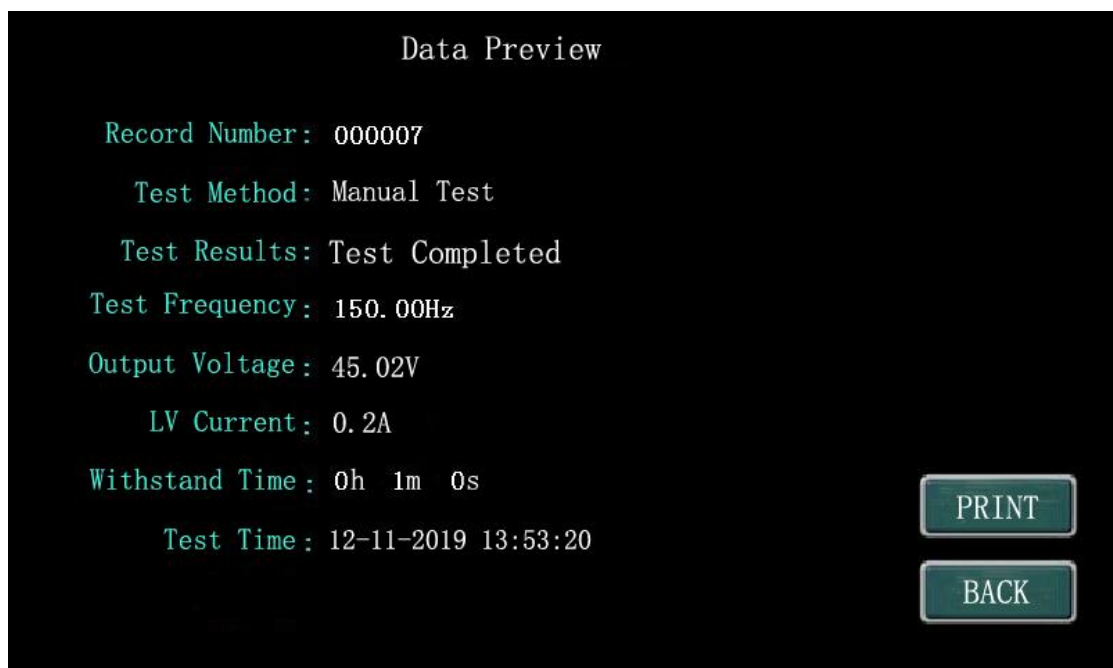 Data Preview
Record Number: 000007
Test Method: Manual Test
Test Results: Test Completed
Test Frequency: 150.00Hz
Output Voltage: 45.02V
LV Current: 0.2A
Withstand Time: 0h 1m 0s
Test Time: 12-11-2019 13:53:20
PRINT
BACK